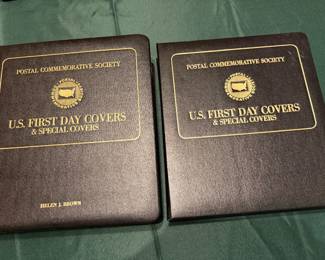 POSTAL COMMEMORATIVE SOCIETY
U.S. FIRST DAY COVERS
& SPECIAL COVERS
HELEN J. BROWN
POSTAL COMMEMORATIVE SOCIETY
U.S. FIRST DAY COVERS
& SPECIAL COVERS